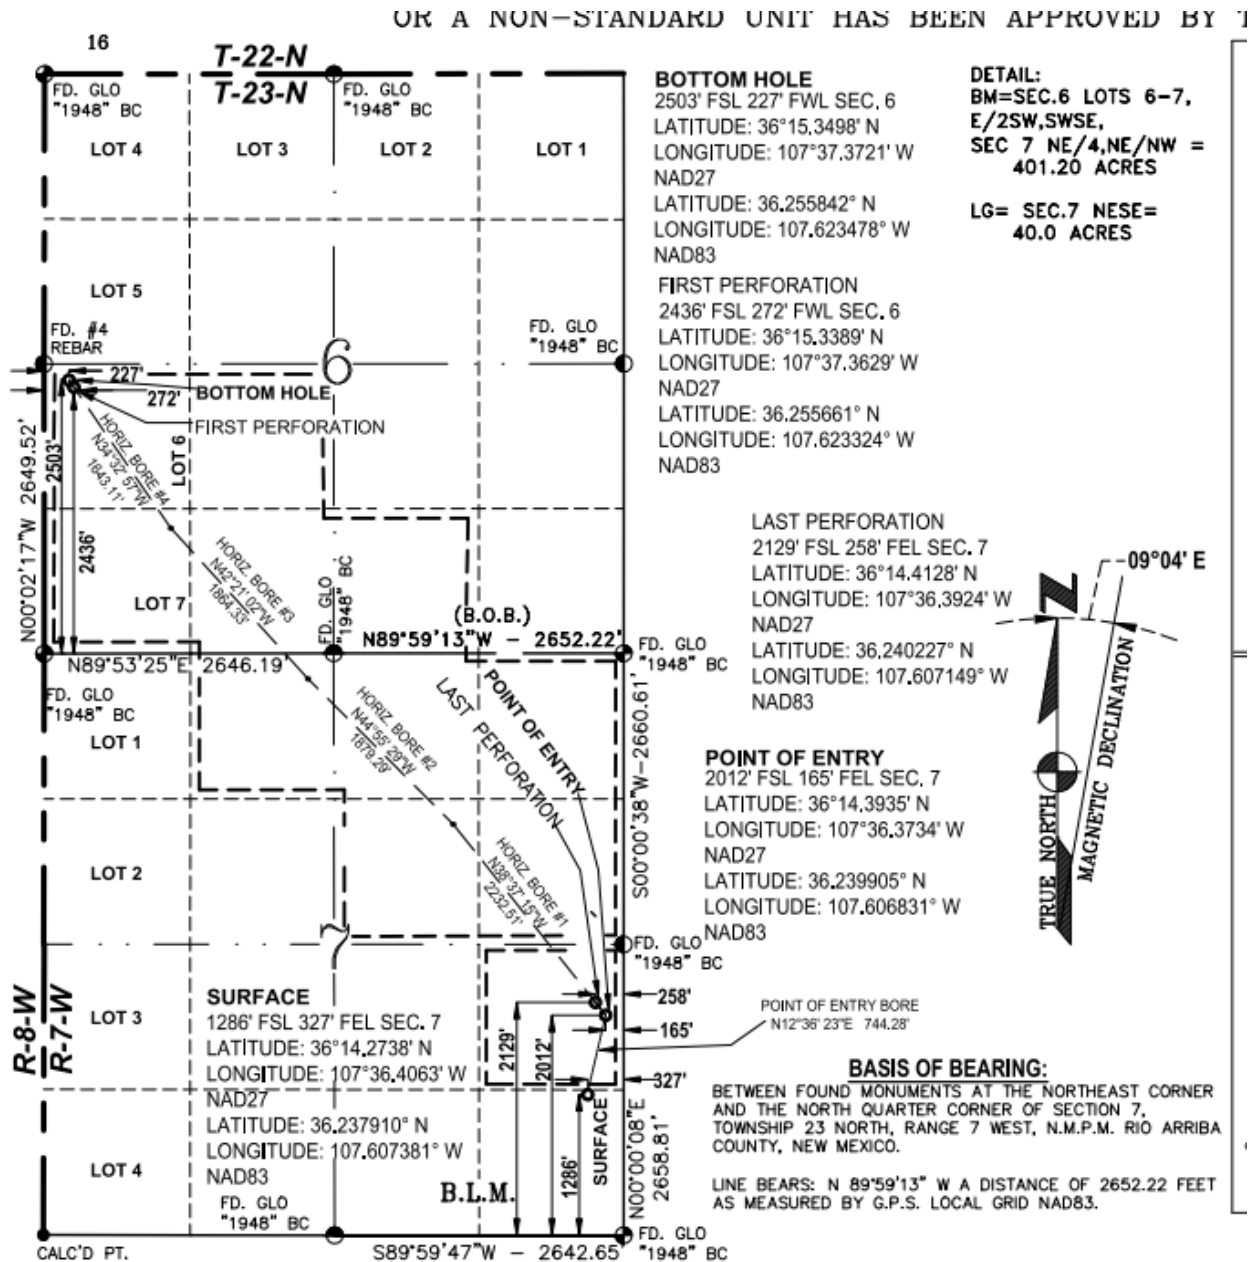 OR A NON-STANDARD UNIT HAS BEEN APPROVED BY
16
T-22-N
T-23-N
FD. GLO
"1948" BC
FD. GLO
"1948" BC
LOT 4
LOT 3
LOT 2
LOT 1
BOTTOM HOLE
2503' FSL 227' FWL SEC. 6
LATITUDE: 36°15.3498' N
LONGITUDE: 107°37.3721' W
NAD27
LATITUDE: 36.255842° N
LONGITUDE: 107.623478° W
NAD83
DETAIL:
BM=SEC.6 LOTS 6-7,
E/2SW,SWSE,
SEC 7 NE/4,NE/NW =
401.20 ACRES
LG= SEC.7 NESE=
40.0 ACRES
FIRST PERFORATION
2436' FSL 272' FWL SEC. 6
LATITUDE: 36°15.3389' N
LONGITUDE: 107°37.3629' W
NAD27
LATITUDE: 36.255661° N
LONGITUDE: 107.623324° W
NAD83
LOT 5
FD. #4
REBAR
6
FD. GLO
"1948" BC
227'
272'
BOTTOM HOLE
FIRST PERFORATION
LOT 6
HORIZ. BORE #4
N34°32'57"W
1643.11'
N00°02'17"W 2649.52'
2503'
2436'
HORIZ. BORE #3
N42°21'02"W
1864.33'
LOT 7
FD. GLO
"1948" BC
(B.O.B.)
N89°59'13"W - 2652.22'
FD. GLO
"1948" BC
N89°53'25"E 2646.19'
FD. GLO
"1948" BC
LAST PERFORATION
2129' FSL 258' FEL SEC. 7
LATITUDE: 36°14.4128' N
LONGITUDE: 107°36.3924' W
NAD27
LATITUDE: 36.240227° N
LONGITUDE: 107.607149° W
NAD83
09°04' E
N
TRUE NORTH
MAGNETIC DECLINATION
LOT 1
HORIZ. BORE #2
N44°55'29"W
1879.29'
LAST PERFORATION
POINT OF ENTRY
S00°00'38"W-2660.61'
POINT OF ENTRY
2012' FSL 165' FEL SEC. 7
LATITUDE: 36°14.3935' N
LONGITUDE: 107°36.3734' W
NAD27
LATITUDE: 36.239905° N
LONGITUDE: 107.606831° W
NAD83
LOT 2
HORIZ. BORE #1
N38°37'15"W
2232.51'
7
FD. GLO
"1948" BC
R-8-W
R-7-W
LOT 3
SURFACE
1286' FSL 327' FEL SEC. 7
LATITUDE: 36°14.2738' N
LONGITUDE: 107°36.4063' W
NAD27
LATITUDE: 36.237910° N
LONGITUDE: 107.607381° W
NAD83
258'
165'
327'
2129'
2012'
1286'
SURFACE
POINT OF ENTRY BORE
N12°36'23"E 744.28'
N00°00'08"E
2658.81'
BASIS OF BEARING:
BETWEEN FOUND MONUMENTS AT THE NORTHEAST CORNER
AND THE NORTH QUARTER CORNER OF SECTION 7,
TOWNSHIP 23 NORTH, RANGE 7 WEST, N.M.P.M. RIO ARRIBA
COUNTY, NEW MEXICO.
LINE BEARS: N 89°59'13" W A DISTANCE OF 2652.22 FEET
AS MEASURED BY G.P.S. LOCAL GRID NAD83.
LOT 4
B.L.M.
FD. GLO
"1948" BC
CALC'D PT.
S89°59'47"W - 2642.65'
FD. GLO
"1948" BC